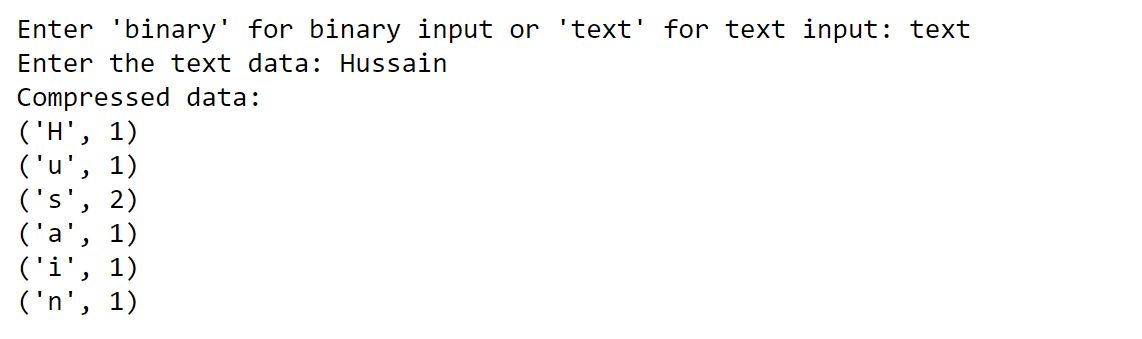 Enter 'binary' for binary input or 'text' for text input: text
Enter the text data: Hussain
Compressed data:
('H', 1)
('u', 1)
('s', 2)
('a', 1)
('i', 1)
('n', 1)